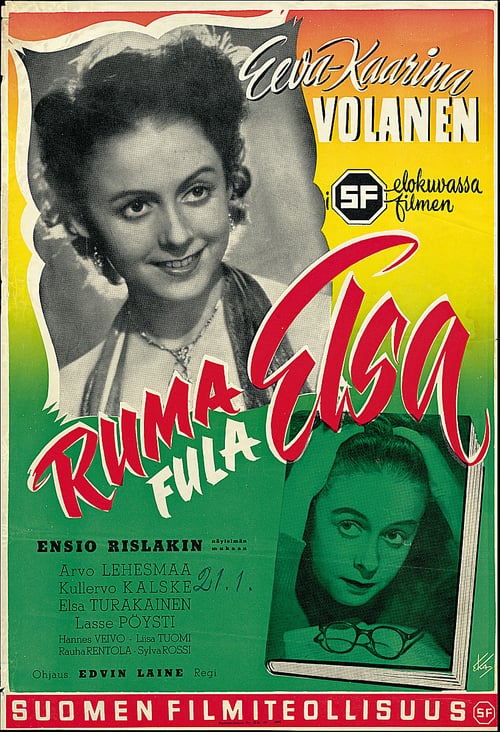 Eeva-Kaarina
VOLANEN
i SF elokuvassa
filmen
RUMA Elsa
FULA
ENSIO RISLAKIN näytelmän
mukaan
Arvo LEHESMAA
Kullervo KALSKE 21.1.
Elsa TURAKAINEN
Lasse PÖYSTI
Hannes VEIVO - Liisa TUOMI
Rauha RENTOLA - Sylva ROSSI
Ohjaus EDVIN LAINE Regi
SUOMEN FILMITEOLLISUUS SF